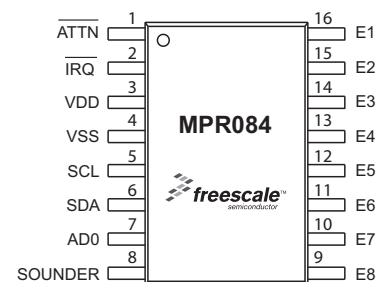 ATTN 1 16 E1
IRQ 2 15 E2
VDD 3 14 E3
VSS 4 MPR084 13 E4
SCL 5 12 E5
freescale™
semiconductor
SDA 6 11 E6
AD0 7 10 E7
SOUNDER 8 9 E8